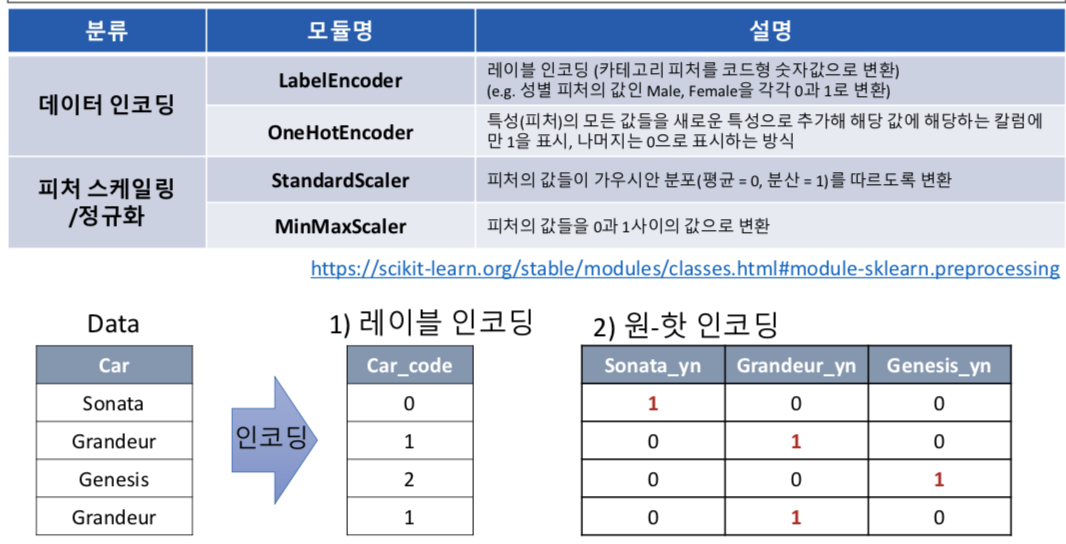 분류 모듈명 설명
데이터 인코딩
LabelEncoder
레이블 인코딩 (카테고리 피처를 코드형 숫자값으로 변환)
(e.g. 성별 피처의 값인 Male, Female을 각각 0과 1로 변환)
OneHotEncoder
특성(피처)의 모든 값들을 새로운 특성으로 추가해 해당 값에 해당하는 칼럼에
만 1을 표시, 나머지는 0으로 표시하는 방식
피처 스케일링
/정규화
StandardScaler
피처의 값들이 가우시안 분포(평균 = 0, 분산 = 1)를 따르도록 변환
MinMaxScaler
피처의 값들을 0과 1사이의 값으로 변환
https://scikit-learn.org/stable/modules/classes.html#module-sklearn.preprocessing
Data
Car
Sonata
Grandeur
Genesis
Grandeur
인코딩
1) 레이블 인코딩
Car_code
0
1
2
1
2) 원-핫 인코딩
Sonata_yn Grandeur_yn Genesis_yn
1 0 0
0 1 0
0 0 1
0 1 0